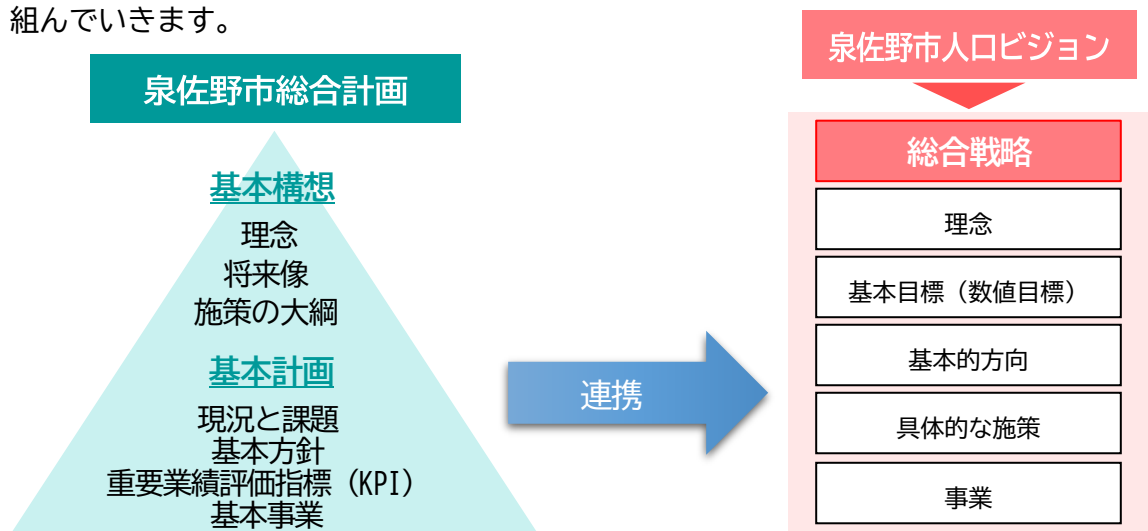 組んでいきます。
泉佐野市総合計画
基本構想
理念
将来像
施策の大綱
基本計画
現況と課題
基本方針
重要業績評価指標（KPI）
基本事業
連携
泉佐野市人口ビジョン
総合戦略
理念
基本目標（数値目標）
基本的方向
具体的な施策
事業